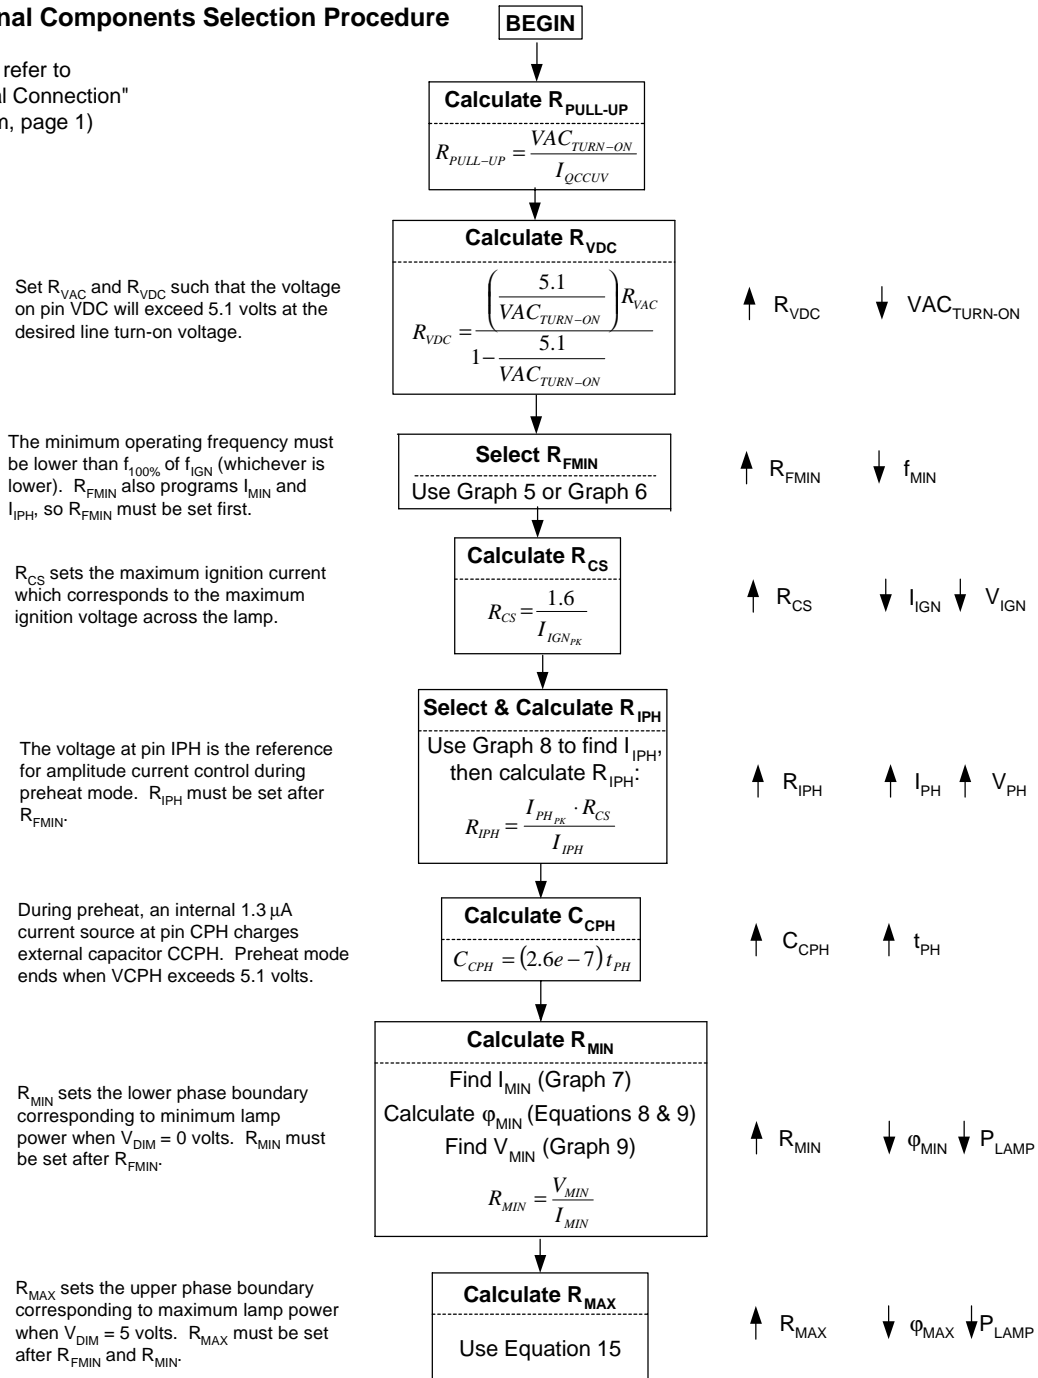 nal Components Selection Procedure
BEGIN
refer to
al Connection"
m, page 1)
Calculate R_PULL-UP
R_PULL-UP = VAC_TURN-ON / I_QCCUV
Calculate R_VDC
Set R_VAC and R_VDC such that the voltage
on pin VDC will exceed 5.1 volts at the
desired line turn-on voltage.
R_VDC = (5.1 / VAC_TURN-ON) R_VAC / 1 - 5.1 / VAC_TURN-ON
R_VDC VAC_TURN-ON
The minimum operating frequency must
be lower than f_100% of f_IGN (whichever is
lower). R_FMIN also programs I_MIN and
I_IPH, so R_FMIN must be set first.
Select R_FMIN
Use Graph 5 or Graph 6
R_FMIN f_MIN
R_CS sets the maximum ignition current
which corresponds to the maximum
ignition voltage across the lamp.
Calculate R_CS
R_CS = 1.6 / I_IGN_PK
R_CS I_IGN V_IGN
Select & Calculate R_IPH
The voltage at pin IPH is the reference
for amplitude current control during
preheat mode. R_IPH must be set after
R_FMIN.
Use Graph 8 to find I_IPH,
then calculate R_IPH:
R_IPH = I_PH_PK · R_CS / I_IPH
R_IPH I_PH V_PH
During preheat, an internal 1.3 μA
current source at pin CPH charges
external capacitor CCPH. Preheat mode
ends when VCPH exceeds 5.1 volts.
Calculate C_CPH
C_CPH = (2.6e-7) t_PH
C_CPH t_PH
Calculate R_MIN
R_MIN sets the lower phase boundary
corresponding to minimum lamp
power when V_DIM = 0 volts. R_MIN must
be set after R_FMIN.
Find I_MIN (Graph 7)
Calculate φ_MIN (Equations 8 & 9)
Find V_MIN (Graph 9)
R_MIN = V_MIN / I_MIN
R_MIN φ_MIN P_LAMP
R_MAX sets the upper phase boundary
corresponding to maximum lamp power
when V_DIM = 5 volts. R_MAX must be set
after R_FMIN and R_MIN.
Calculate R_MAX
Use Equation 15
R_MAX φ_MAX P_LAMP